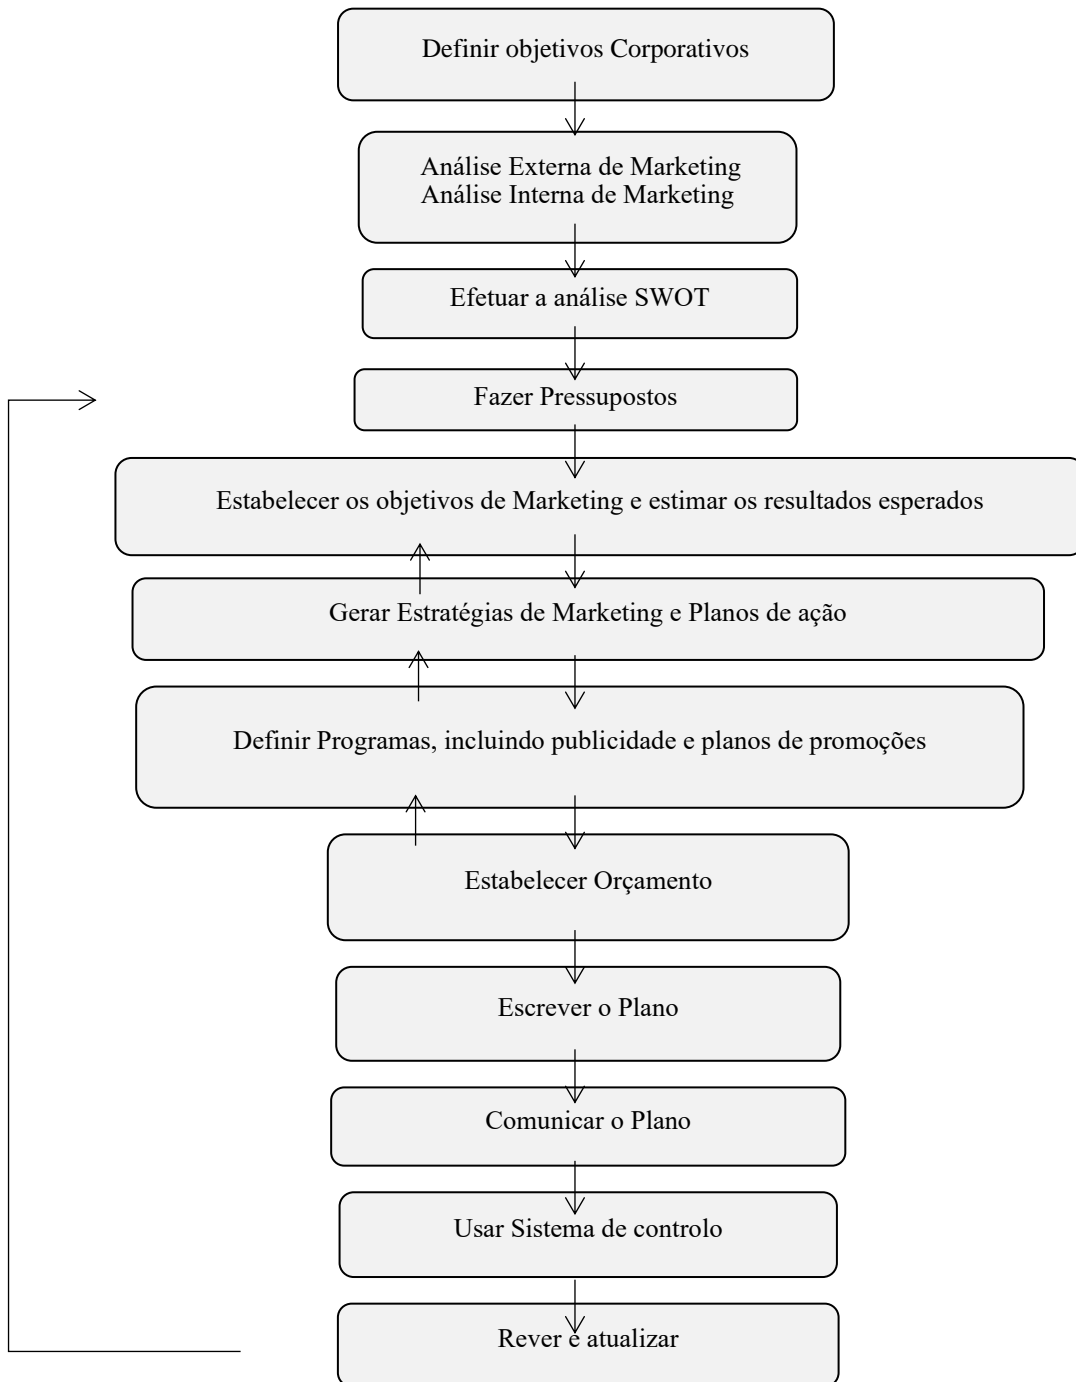 Definir objetivos Corporativos
Análise Externa de Marketing
Análise Interna de Marketing
Efetuar a análise SWOT
Fazer Pressupostos
Estabelecer os objetivos de Marketing e estimar os resultados esperados
Gerar Estratégias de Marketing e Planos de ação
Definir Programas, incluindo publicidade e planos de promoções
Estabelecer Orçamento
Escrever o Plano
Comunicar o Plano
Usar Sistema de controlo
Rever e atualizar